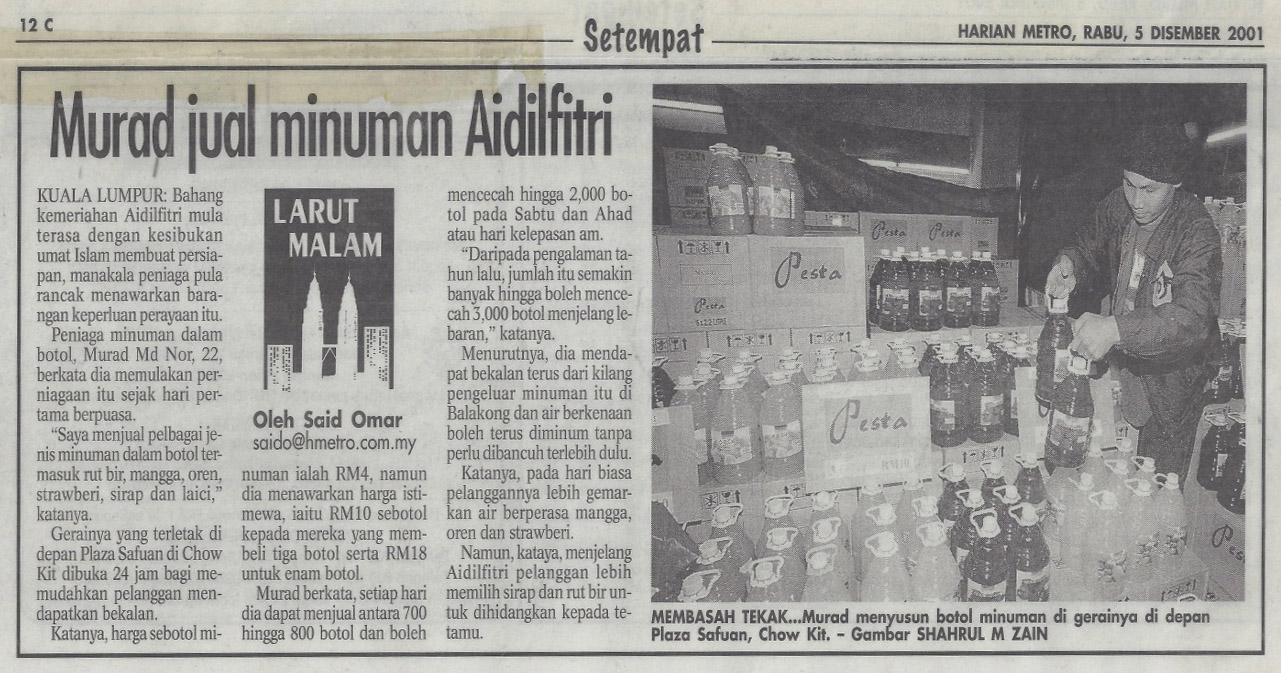 12 C
Setempat
HARIAN METRO, RABU, 5 DISEMBER 2001
Murad jual minuman Aidilfitri
KUALA LUMPUR: Bahang
kemeriahan Aidilfitri mula
terasa dengan kesibukan
umat Islam membuat persia-
pan, manakala peniaga pula
rancak menawarkan bara-
ngan keperluan perayaan itu.
Peniaga minuman dalam
botol, Murad Md Nor, 22,
berkata dia memulakan per-
niagaan itu sejak hari per-
tama berpuasa.
“Saya menjual pelbagai je-
nis minuman dalam botol ter-
masuk rut bir, mangga, oren,
strawberi, sirap dan laici,”
katanya.
Gerainya yang terletak di
depan Plaza Safuan di Chow
Kit dibuka 24 jam bagi me-
mudahkan pelanggan men-
dapatkan bekalan.
Katanya, harga sebotol mi-
LARUT
MALAM
Oleh Said Omar
saido@hmetro.com.my
numan ialah RM4, namun
dia menawarkan harga isti-
mewa, iaitu RM10 sebotol
kepada mereka yang mem-
beli tiga botol serta RM18
untuk enam botol.
Murad berkata, setiap hari
dia dapat menjual antara 700
hingga 800 botol dan boleh
mencecah hingga 2,000 bo-
tol pada Sabtu dan Ahad
atau hari kelepasan am.
“Daripada pengalaman ta-
hun lalu, jumlah itu semakin
banyak hingga boleh mence-
cah 3,000 botol menjelang le-
baran,” katanya.
Menurutnya, dia menda-
pat bekalan terus dari kilang
pengeluar minuman itu di
Balakong dan air berkenaan
boleh terus diminum tanpa
perlu dibancuh terlebih dulu.
Katanya, pada hari biasa
pelanggannya lebih gemar-
kan air berperasa mangga,
oren dan strawberi.
Namun, kataya, menjelang
Aidilfitri pelanggan lebih
memilih sirap dan rut bir un-
tuk dihidangkan kepada te-
tamu.
Pesta Pesta
Pesta
Pesta
Pesta
MEMBASAH TEKAK...Murad menyusun botol minuman di gerainya di depan
Plaza Safuan, Chow Kit. – Gambar SHAHRUL M ZAIN